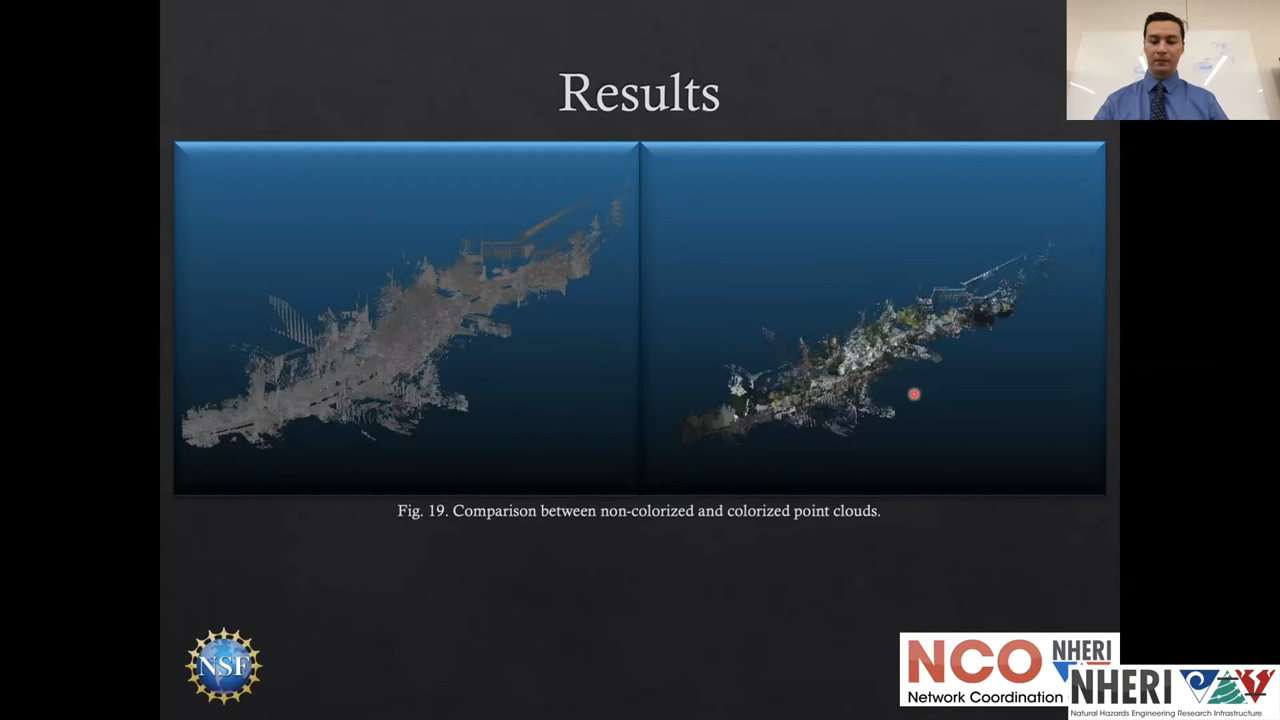 Results
Fig. 19. Comparison between non-colorized and colorized point clouds.
NSF
NCO NHERI
Network Coordination
NHERI
Natural Hazards Engineering Research Infrastructure